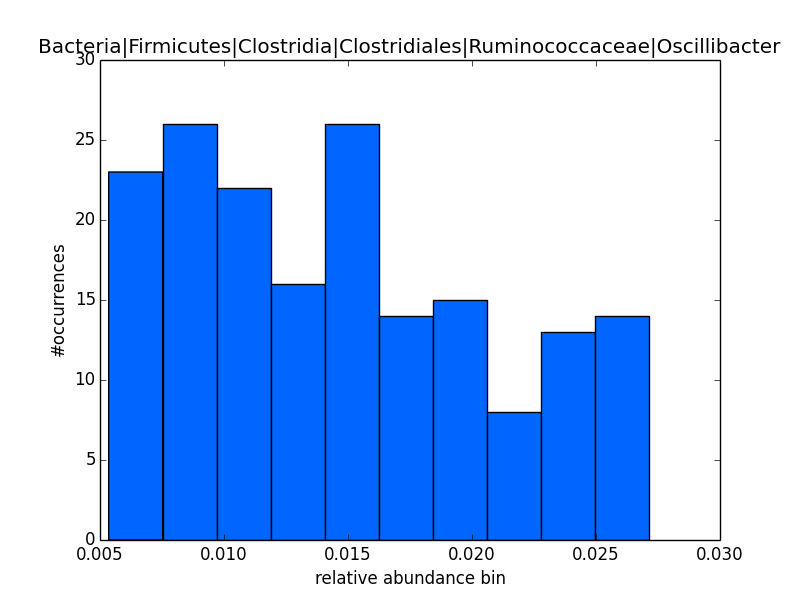 Bacteria|Firmicutes|Clostridia|Clostridiales|Ruminococcaceae|Oscillibacter
30
25
20
15
10
5
0
#occurrences
0.005 0.010 0.015 0.020 0.025 0.030
relative abundance bin